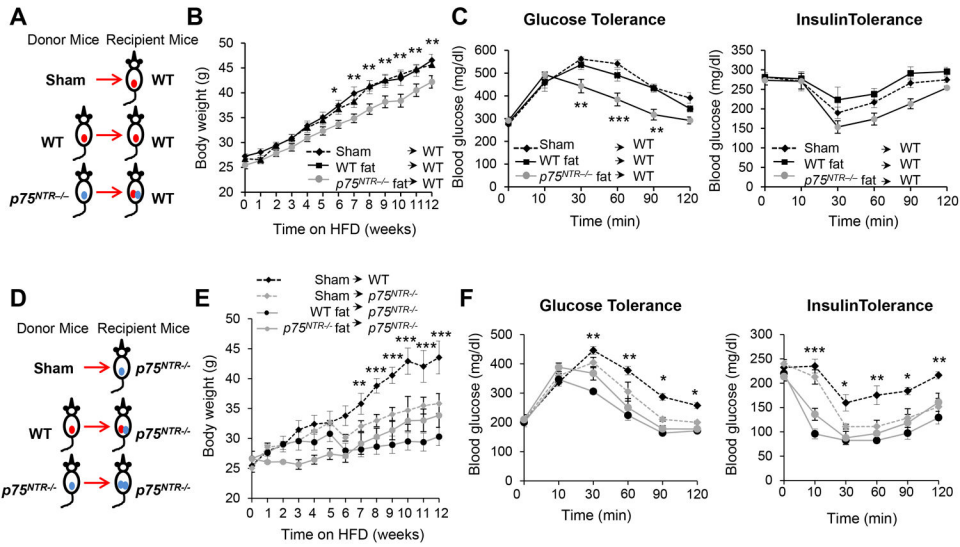 A
Donor Mice Recipient Mice
Sham WT
WT WT
p75NTR–/– WT
B
Body weight (g)
50
45
40
35
30
25
20
* ** ** ** ** ** **
Sham WT
WT fat WT
p75NTR–/– fat WT
0 1 2 3 4 5 6 7 8 9 10 11 12
Time on HFD (weeks)
C
Glucose Tolerance
Blood glucose (mg/dl)
600
500
400
300
200
100
0
**
***
**
Sham WT
WT fat WT
p75NTR–/– fat WT
0 10 30 60 90 120
Time (min)
InsulinTolerance
Blood glucose (mg/dl)
350
300
250
200
150
100
50
0
Sham WT
WT fat WT
p75NTR–/– fat WT
0 10 30 60 90 120
Time (min)
D
Donor Mice Recipient Mice
Sham p75NTR-/-
WT p75NTR-/-
p75NTR-/- p75NTR-/-
E
Sham WT
Sham p75NTR-/-
WT fat p75NTR-/-
p75NTR-/- fat p75NTR-/-
Body weight (g)
50
45
40
35
30
25
20
** *** *** *** *** ***
0 1 2 3 4 5 6 7 8 9 10 11 12
Time on HFD (weeks)
F
Glucose Tolerance
Blood glucose (mg/dl)
500
400
300
200
100
0
** ** * *
0 10 30 60 90 120
Time (min)
InsulinTolerance
Blood glucose (mg/dl)
300
250
200
150
100
50
0
*** * ** * **
0 10 30 60 90 120
Time (min)